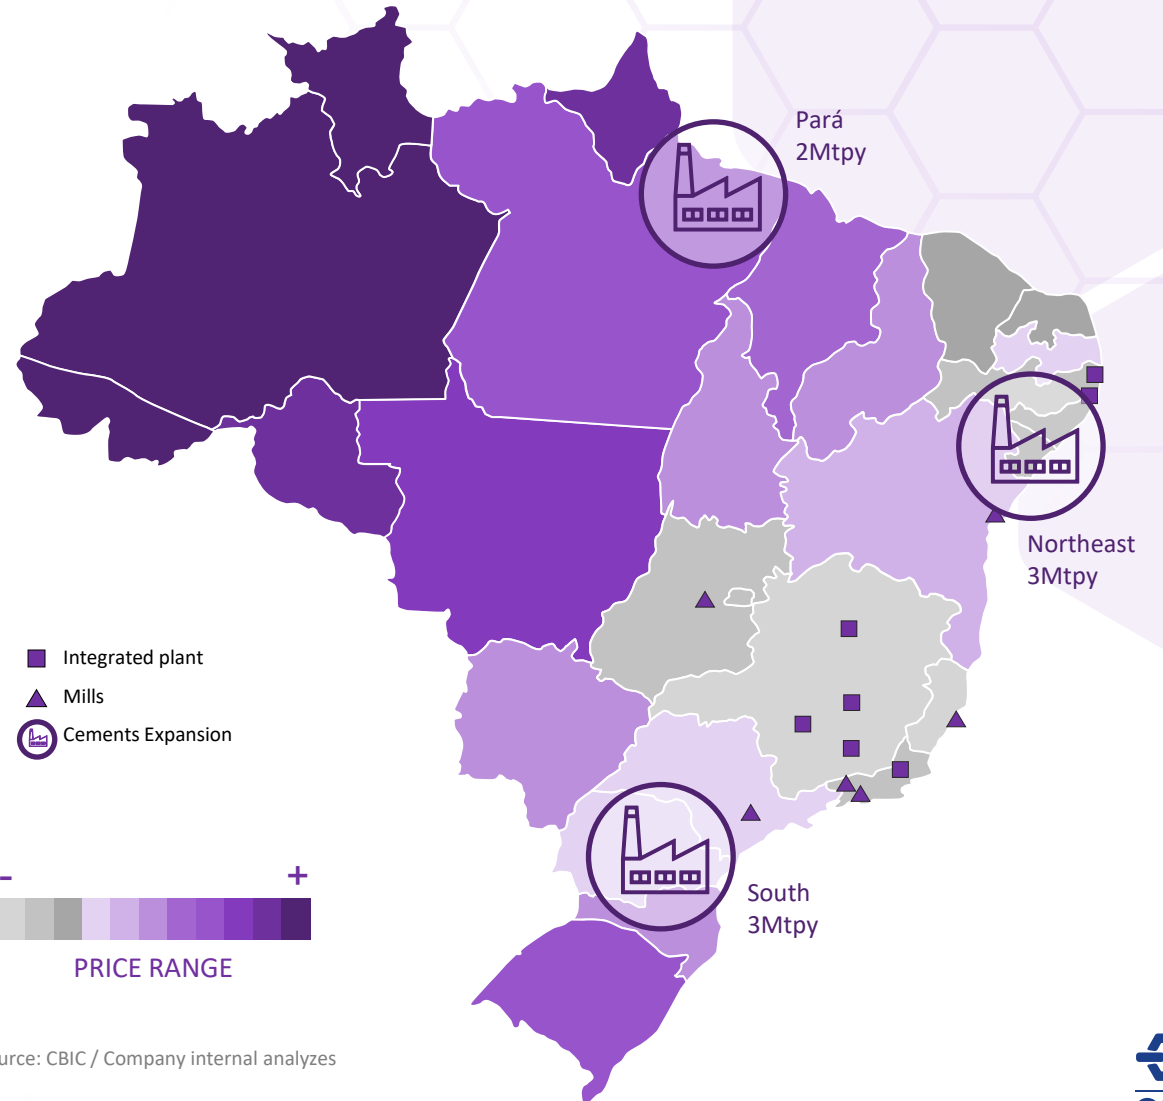 Pará
2Mtpy
Northeast
3Mtpy
Integrated plant
Mills
Cements Expansion
– +
PRICE RANGE
South
3Mtpy
urce: CBIC / Company internal analyzes